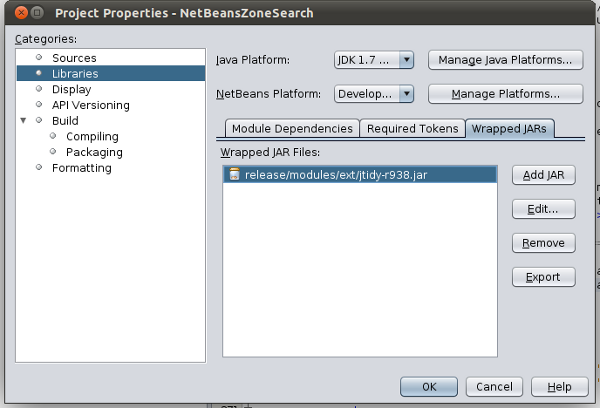 Project Properties - NetBeansZoneSearch
Categories:
Sources
Libraries
Display
API Versioning
Build
Compiling
Packaging
Formatting
Java Platform:
JDK 1.7 ...
Manage Java Platforms...
NetBeans Platform:
Develop...
Manage Platforms...
Module Dependencies
Required Tokens
Wrapped JARs
Wrapped JAR Files:
release/modules/ext/jtidy-r938.jar
Add JAR
Edit...
Remove
Export
OK
Cancel
Help